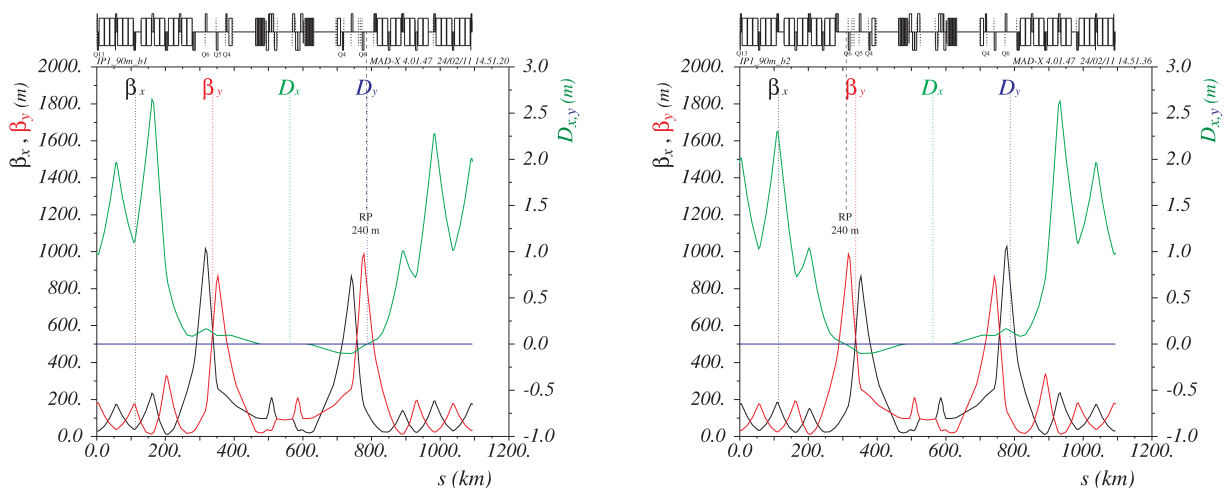 Q13 Q6 Q5 Q4 Q4 Q6
IP1_90m_b1 MAD-X 4.01.47 24/02/11 14.51.20
βx βy Dx Dy
βx , βy (m)
Dx,y (m)
2000.
1800.
1600.
1400.
1200.
1000.
800.
600.
400.
200.
0.0
3.0
2.5
2.0
1.5
1.0
0.5
0.0
-0.5
-1.0
RP
240 m
0.0 200. 400. 600. 800. 1000. 1200.
s (km)
Q13 Q6 Q5 Q4 Q4 Q6
IP1_90m_b2 MAD-X 4.01.47 24/02/11 14.51.36
βx βy Dx Dy
βx , βy (m)
Dx,y (m)
2000.
1800.
1600.
1400.
1200.
1000.
800.
600.
400.
200.
0.0
3.0
2.5
2.0
1.5
1.0
0.5
0.0
-0.5
-1.0
RP
240 m
0.0 200. 400. 600. 800. 1000. 1200.
s (km)